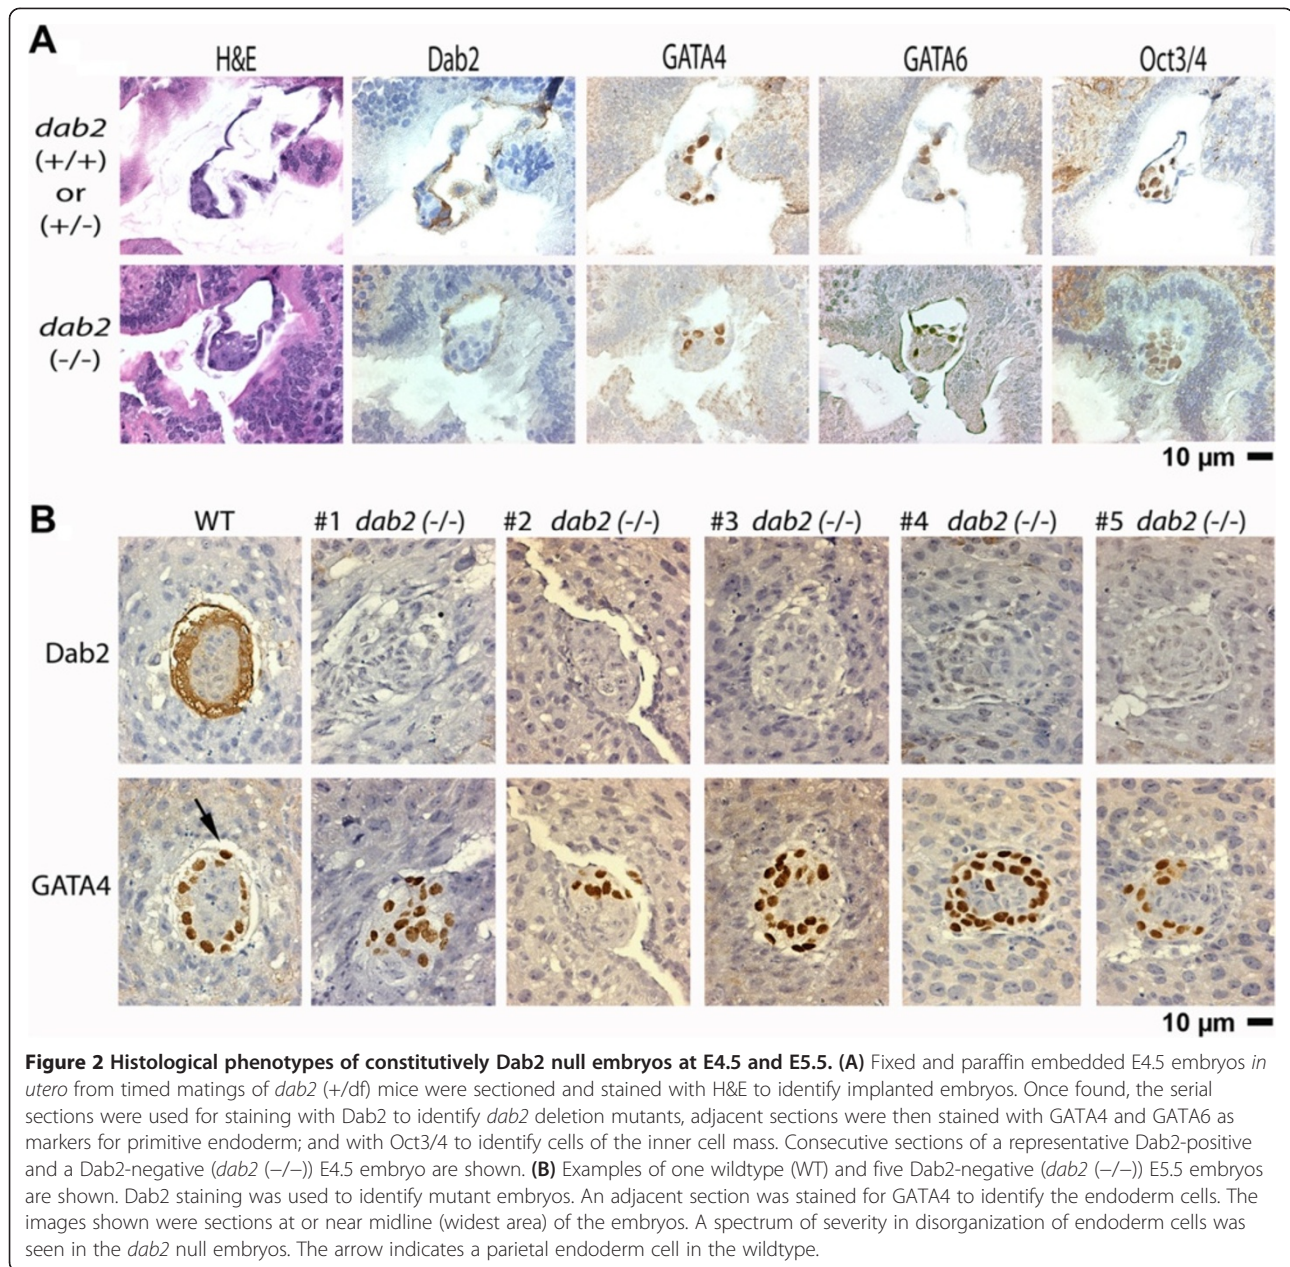 A
H&E Dab2 GATA4 GATA6 Oct3/4
dab2
(+/+)
or
(+/-)
dab2
(-/-)
10 µm
B
WT #1 dab2 (-/-) #2 dab2 (-/-) #3 dab2 (-/-) #4 dab2 (-/-) #5 dab2 (-/-)
Dab2
GATA4
10 µm
Figure 2 Histological phenotypes of constitutively Dab2 null embryos at E4.5 and E5.5. (A) Fixed and paraffin embedded E4.5 embryos in
utero from timed matings of dab2 (+/df) mice were sectioned and stained with H&E to identify implanted embryos. Once found, the serial
sections were used for staining with Dab2 to identify dab2 deletion mutants, adjacent sections were then stained with GATA4 and GATA6 as
markers for primitive endoderm; and with Oct3/4 to identify cells of the inner cell mass. Consecutive sections of a representative Dab2-positive
and a Dab2-negative (dab2 (−/−)) E4.5 embryo are shown. (B) Examples of one wildtype (WT) and five Dab2-negative (dab2 (−/−)) E5.5 embryos
are shown. Dab2 staining was used to identify mutant embryos. An adjacent section was stained for GATA4 to identify the endoderm cells. The
images shown were sections at or near midline (widest area) of the embryos. A spectrum of severity in disorganization of endoderm cells was
seen in the dab2 null embryos. The arrow indicates a parietal endoderm cell in the wildtype.